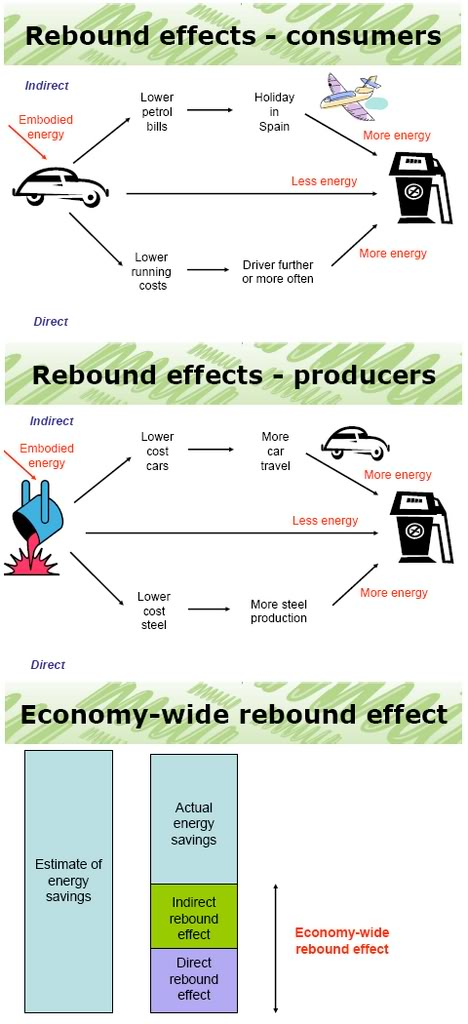 Rebound effects - consumers
Indirect
Embodied
energy
Lower
petrol
bills
Holiday
in
Spain
More energy
Less energy
Lower
running
costs
Driver further
or more often
More energy
Direct
Rebound effects - producers
Indirect
Embodied
energy
Lower
cost
cars
More
car
travel
More energy
Less energy
Lower
cost
steel
More steel
production
More energy
Direct
Economy-wide rebound effect
Estimate of
energy
savings
Actual
energy
savings
Indirect
rebound
effect
Direct
rebound
effect
Economy-wide
rebound effect